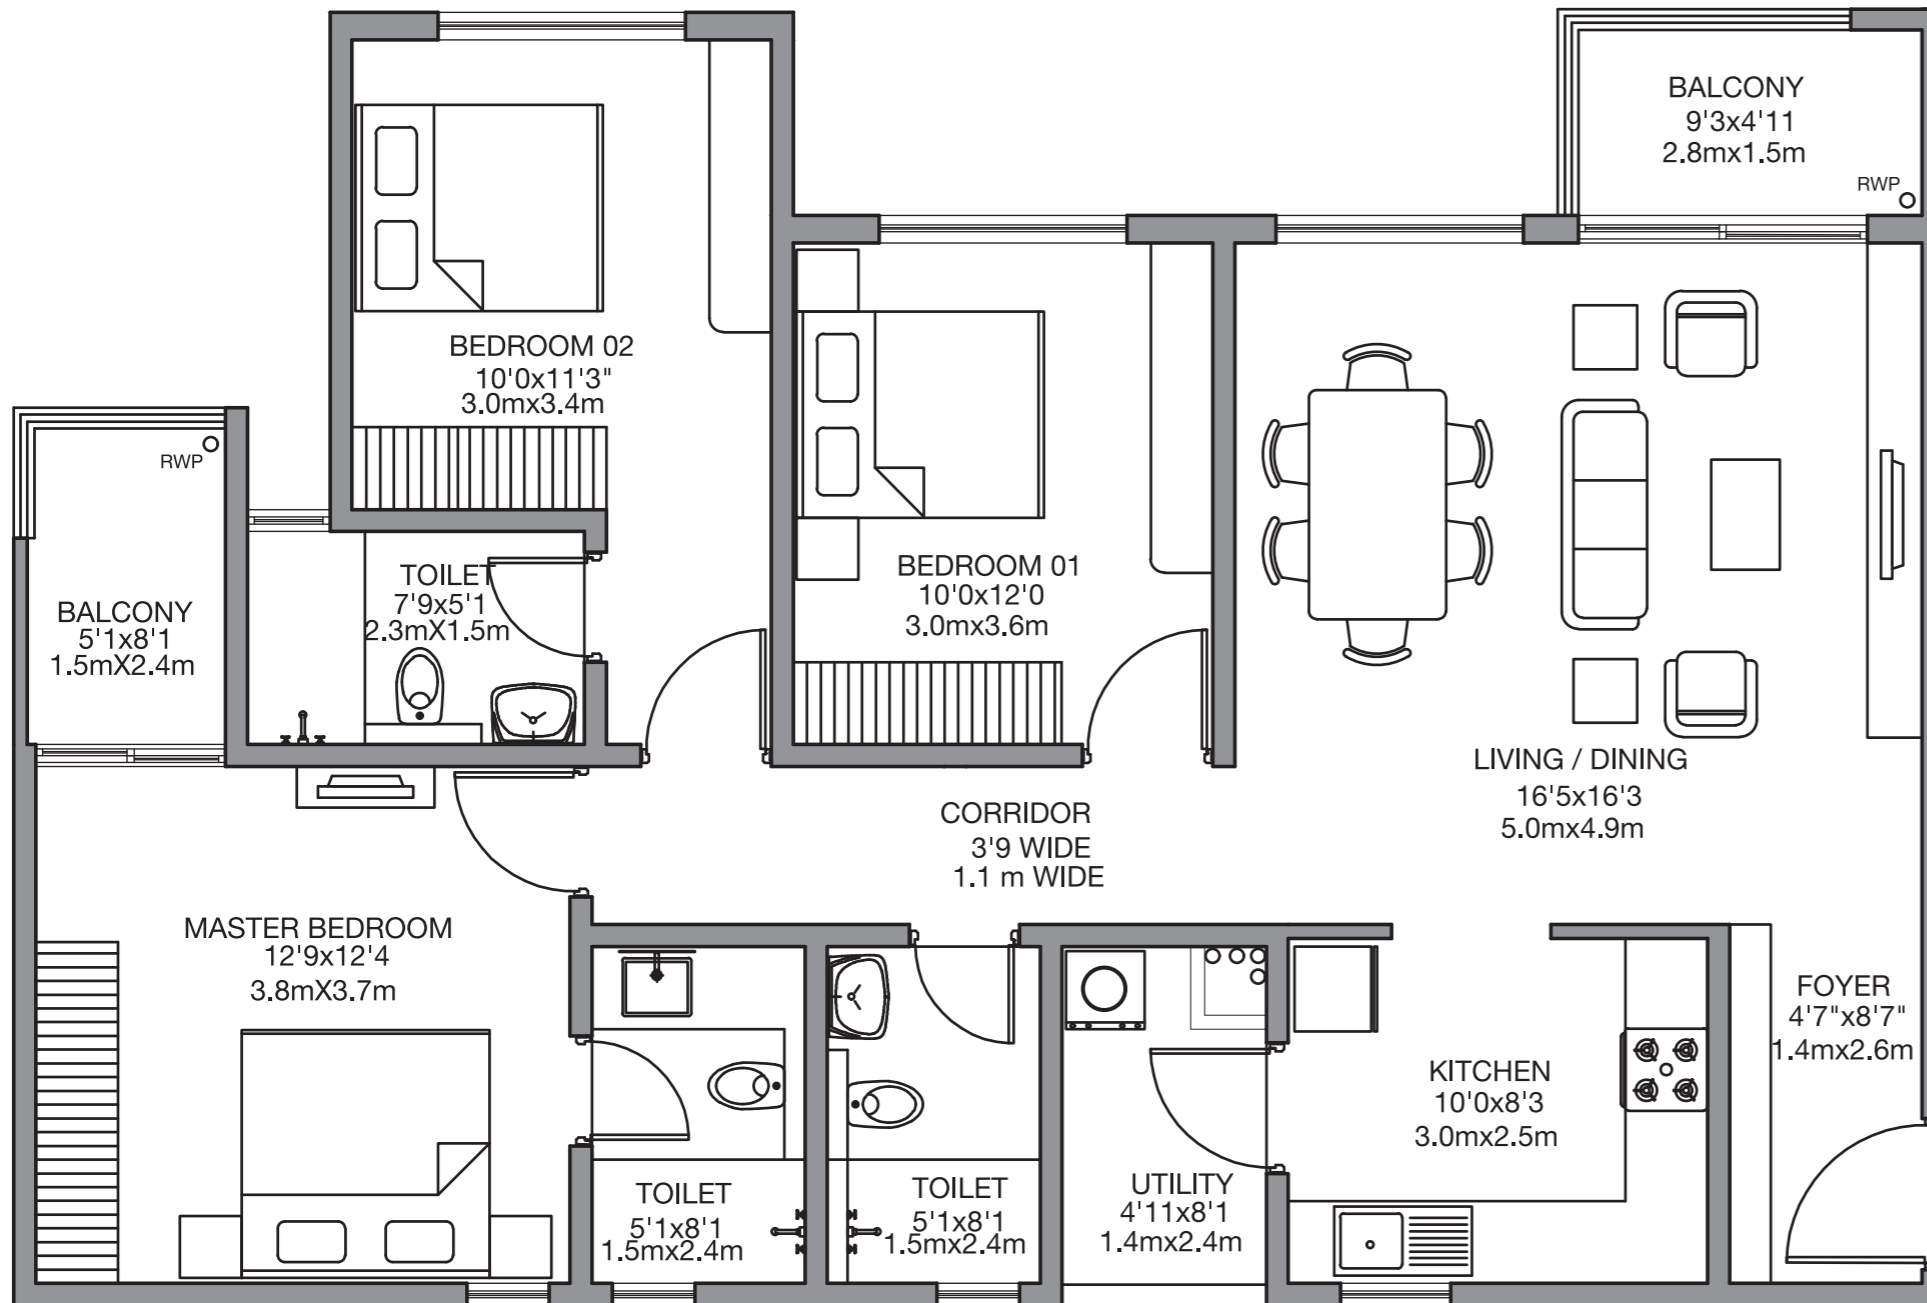 BALCONY
9'3x4'11
2.8mx1.5m
RWP
BEDROOM 02
10'0x11'3"
3.0mx3.4m
RWP
BALCONY
5'1x8'1
1.5mX2.4m
TOILET
7'9x5'1
2.3mX1.5m
BEDROOM 01
10'0x12'0
3.0mx3.6m
LIVING / DINING
16'5x16'3
5.0mx4.9m
CORRIDOR
3'9 WIDE
1.1 m WIDE
MASTER BEDROOM
12'9x12'4
3.8mX3.7m
FOYER
4'7"x8'7"
1.4mx2.6m
KITCHEN
10'0x8'3
3.0mx2.5m
TOILET
5'1x8'1
1.5mx2.4m
TOILET
5'1x8'1
1.5mx2.4m
UTILITY
4'11x8'1
1.4mx2.4m